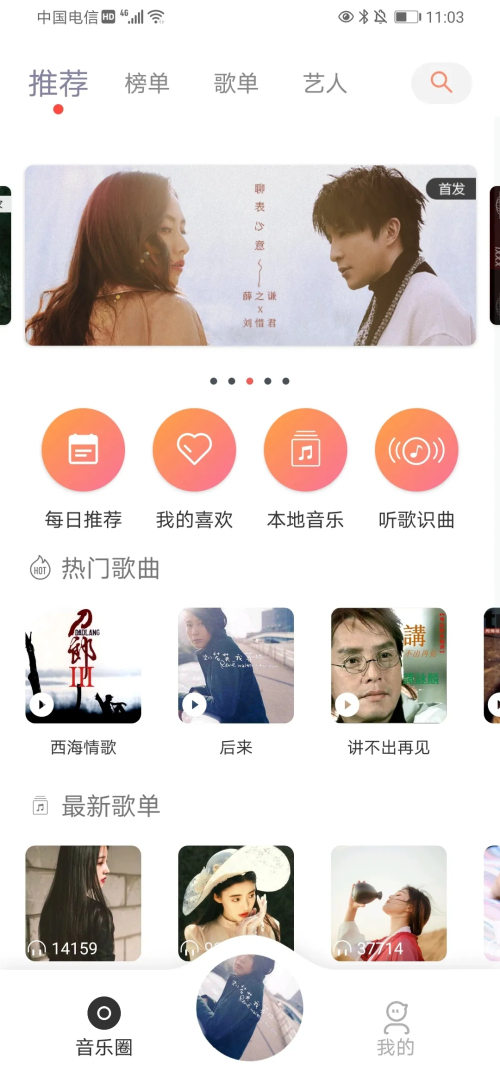 中国电信 HD 4G 11:03
推荐 榜单 歌单 艺人
首发
聊表心意
薛之谦
x
刘惜君
每日推荐 我的喜欢 本地音乐 听歌识曲
HOT 热门歌曲
刀郎
DAOLANG
III
講
不出再見
西海情歌 后来 讲不出再见
最新歌单
14159 37714
音乐圈 我的